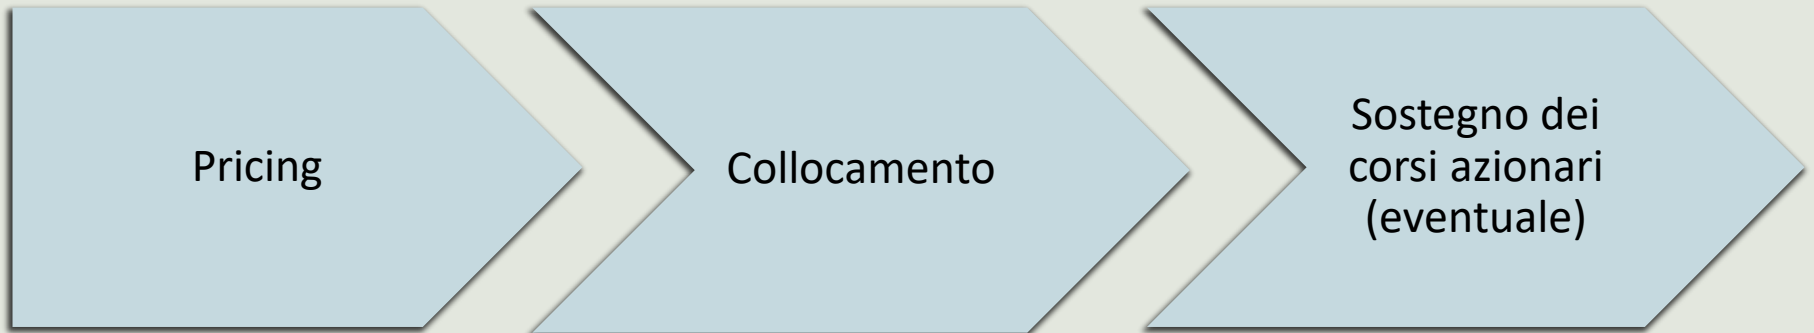 Pricing
Collocamento
Sostegno dei
corsi azionari
(eventuale)